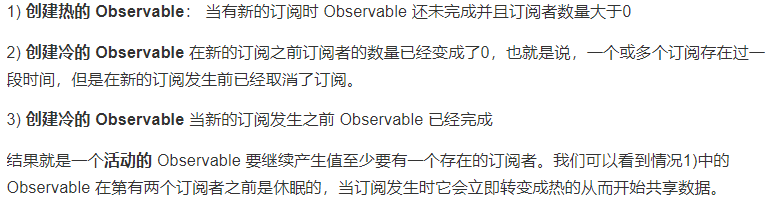 1) 创建热的 Observable： 当有新的订阅时 Observable 还未完成并且订阅者数量大于0
2) 创建冷的 Observable 在新的订阅之前订阅者的数量已经变成了0，也就是说，一个或多个订阅存在过一
段时间，但是在新的订阅发生前已经取消了订阅。
3) 创建冷的 Observable 当新的订阅发生之前 Observable 已经完成
结果就是一个活动的 Observable 要继续产生值至少要有一个存在的订阅者。我们可以看到情况1)中的
Observable 在第有两个订阅者之前是休眠的，当订阅发生时它会立即转变成热的从而开始共享数据。